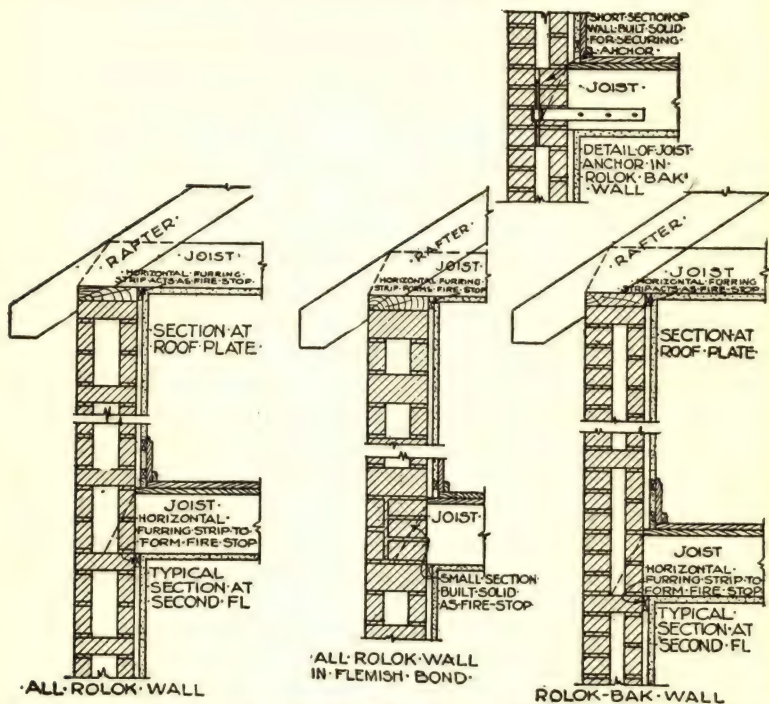 SHORT·SECTION·OF
WALL·BUILT·SOLID
·FOR·SECURING·
·ANCHOR·
·JOIST·
DETAIL·OF·JOIST
ANCHOR·IN
ROLOK·BAK·
·WALL·
·RAFTER·
·JOIST·
·HORIZONTAL·FURRING
STRIP·ACTS·AS·FIRE·STOP·
SECTION·AT
ROOF·PLATE·
JOIST·
HORIZONTAL·
FURRING·STRIP·TO·
FORM·FIRE·STOP
TYPICAL
SECTION·AT
SECOND·FL
·ALL·ROLOK·WALL
·RAFTER·
JOIST·
HORIZONTAL·FURRING·
STRIP·FORMS·FIRE·STOP
·JOIST·
SMALL·SECTION·
BUILT·SOLID
AS·FIRE·STOP·
·ALL·ROLOK·WALL
IN·FLEMISH·BOND·
·RAFTER·
·JOIST
HORIZONTAL·FURRING
STRIP·ACTS·AS·FIRE·STOP·
SECTION·AT
ROOF·PLATE·
JOIST
HORIZONTAL·
FURRING·STRIP·TO·
FORM·FIRE·STOP
TYPICAL·
SECTION·AT
SECOND·FL
ROLOK-BAK·WALL